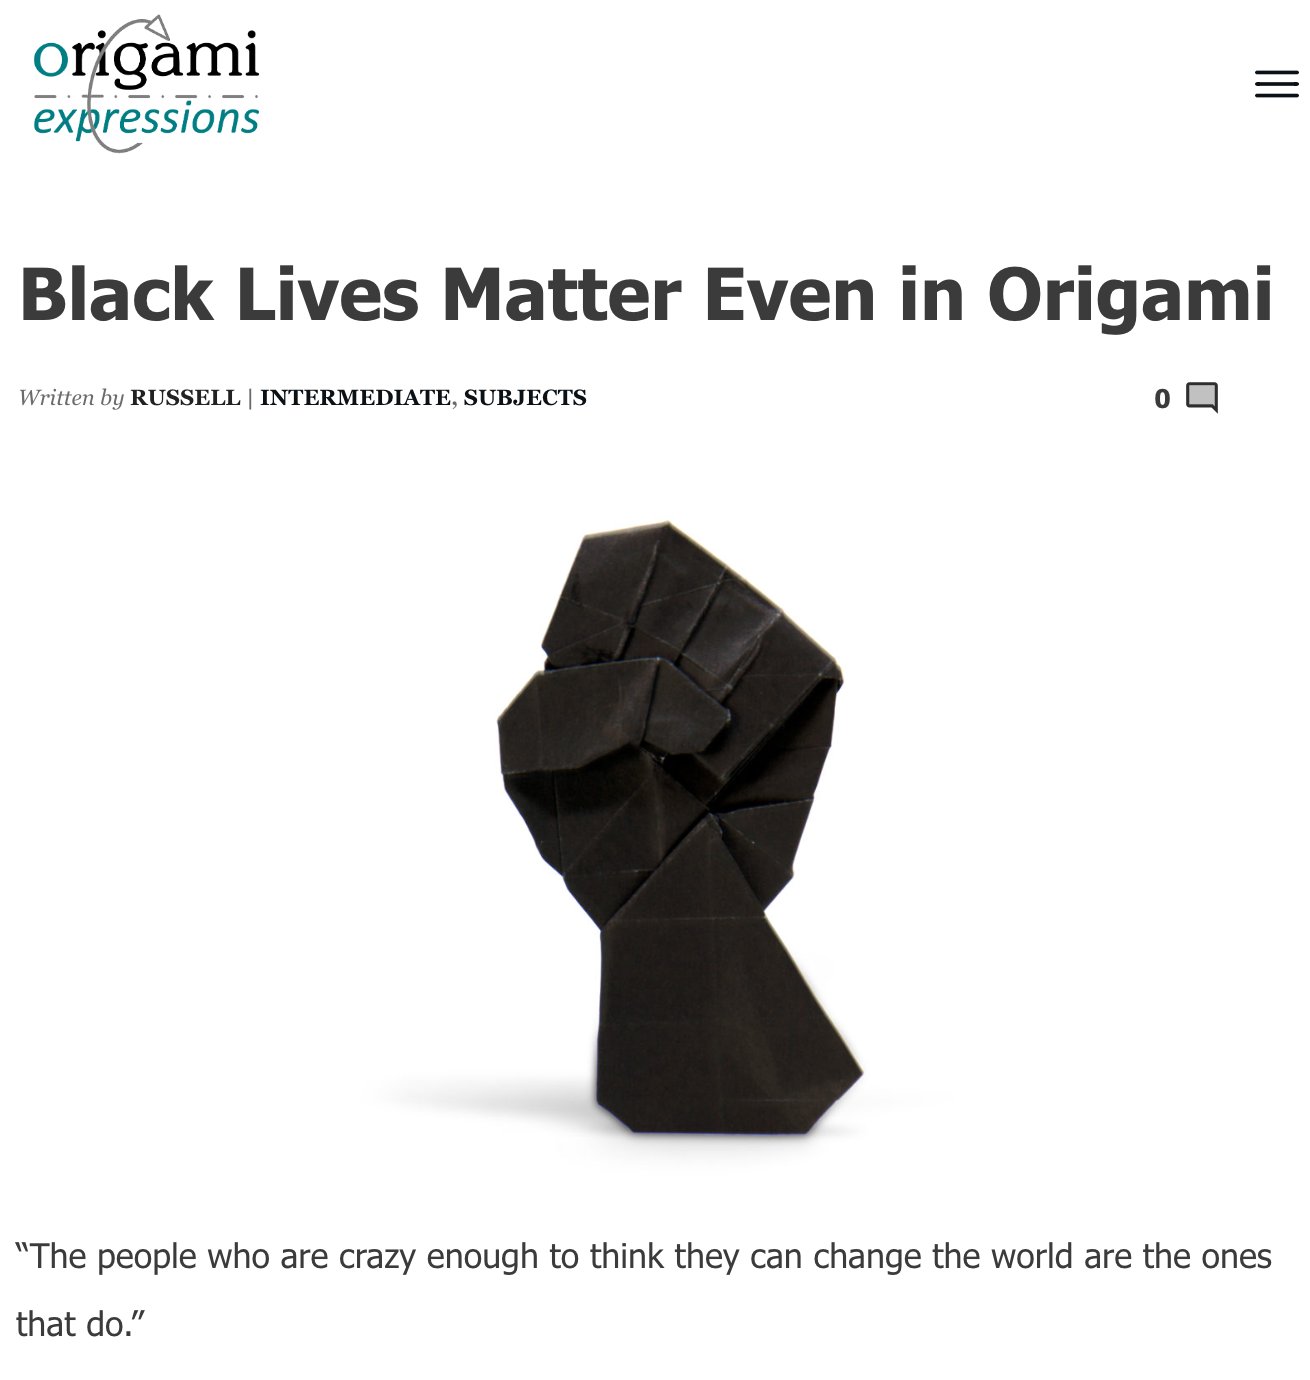 origami
expressions
Black Lives Matter Even in Origami
Written by RUSSELL | INTERMEDIATE, SUBJECTS
0
“The people who are crazy enough to think they can change the world are the ones
that do.”